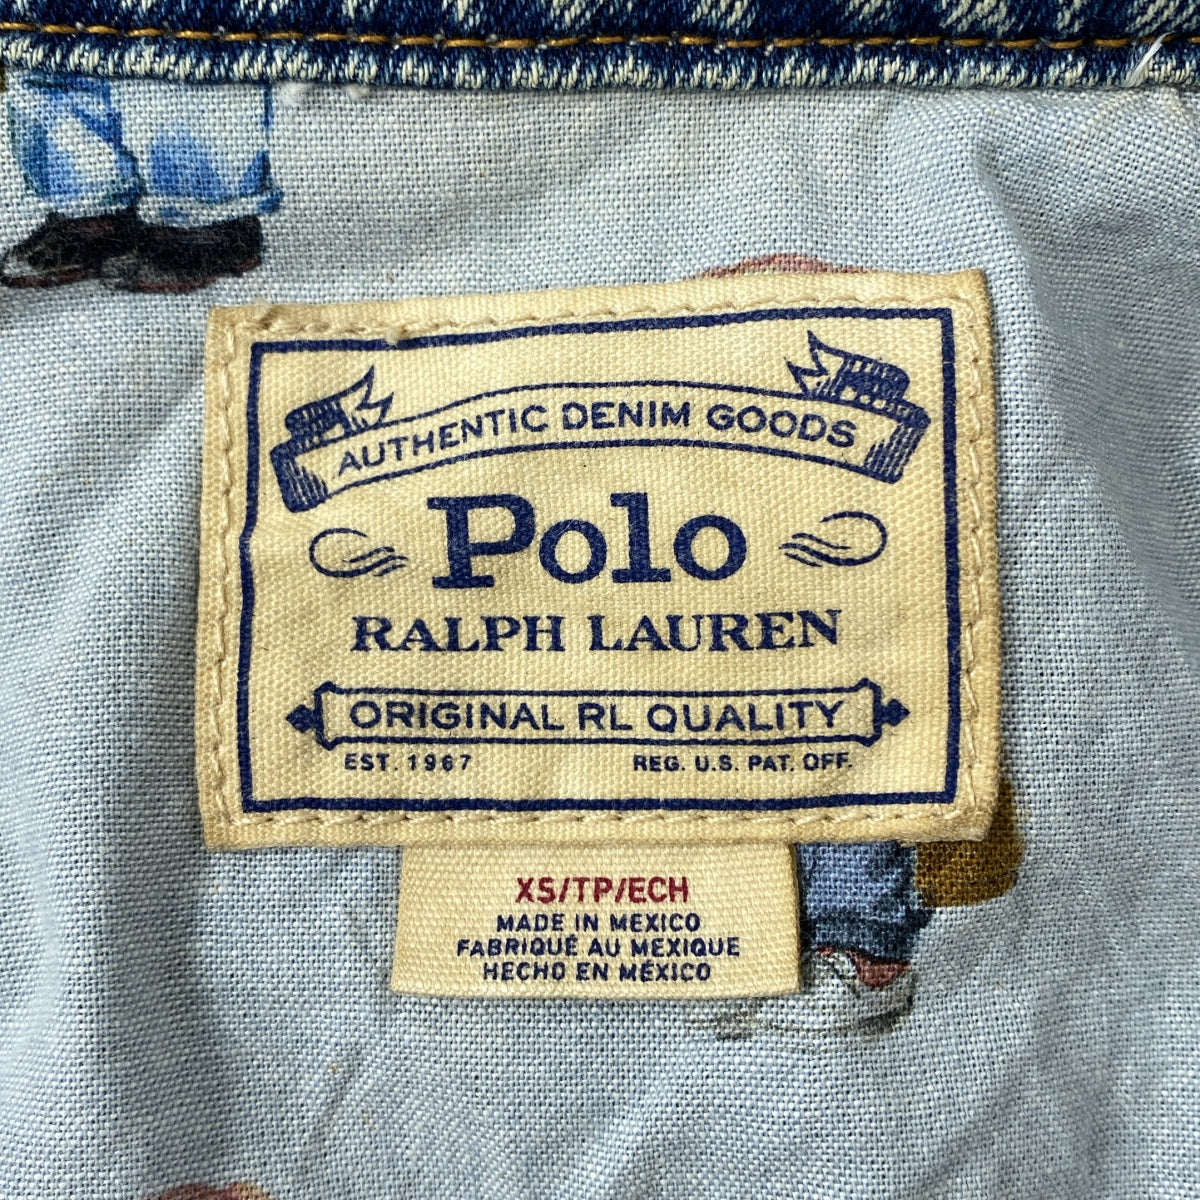 AUTHENTIC DENIM GOODS
Polo
RALPH LAUREN
ORIGINAL RL QUALITY
EST. 1967 REG. U.S. PAT. OFF.
XS/TP/ECH
MADE IN MEXICO
FABRIQUÉ AU MEXIQUE
HECHO EN MÉXICO